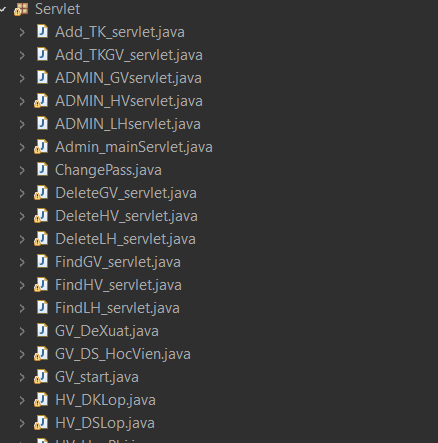 Servlet
Add_TK_servlet.java
Add_TKGV_servlet.java
ADMIN_GVservlet.java
ADMIN_HVservlet.java
ADMIN_LHservlet.java
Admin_mainServlet.java
ChangePass.java
DeleteGV_servlet.java
DeleteHV_servlet.java
DeleteLH_servlet.java
FindGV_servlet.java
FindHV_servlet.java
FindLH_servlet.java
GV_DeXuat.java
GV_DS_HocVien.java
GV_start.java
HV_DKLop.java
HV_DSLop.java